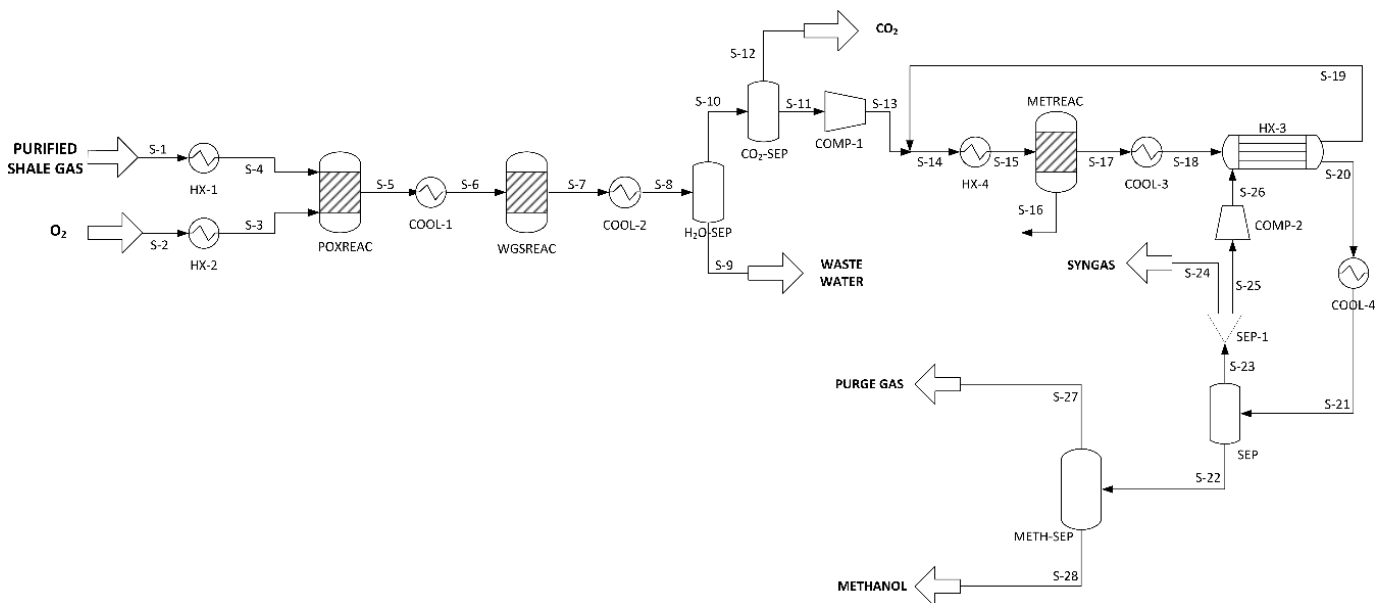 CO₂
S-12
S-19
S-10
S-11
S-13
METREAC
HX-3
PURIFIED
SHALE GAS
S-1
S-4
CO₂-SEP
COMP-1
S-14
S-15
S-17
S-18
S-20
HX-1
HX-4
COOL-3
S-26
S-5
S-6
S-7
S-8
S-16
COMP-2
O₂
S-2
S-3
COOL-1
COOL-2
H₂O-SEP
HX-2
POXREAC
WGSREAC
S-9
WASTE
WATER
SYNGAS
S-24
S-25
COOL-4
SEP-1
S-23
PURGE GAS
S-27
S-21
SEP
S-22
METH-SEP
METHANOL
S-28